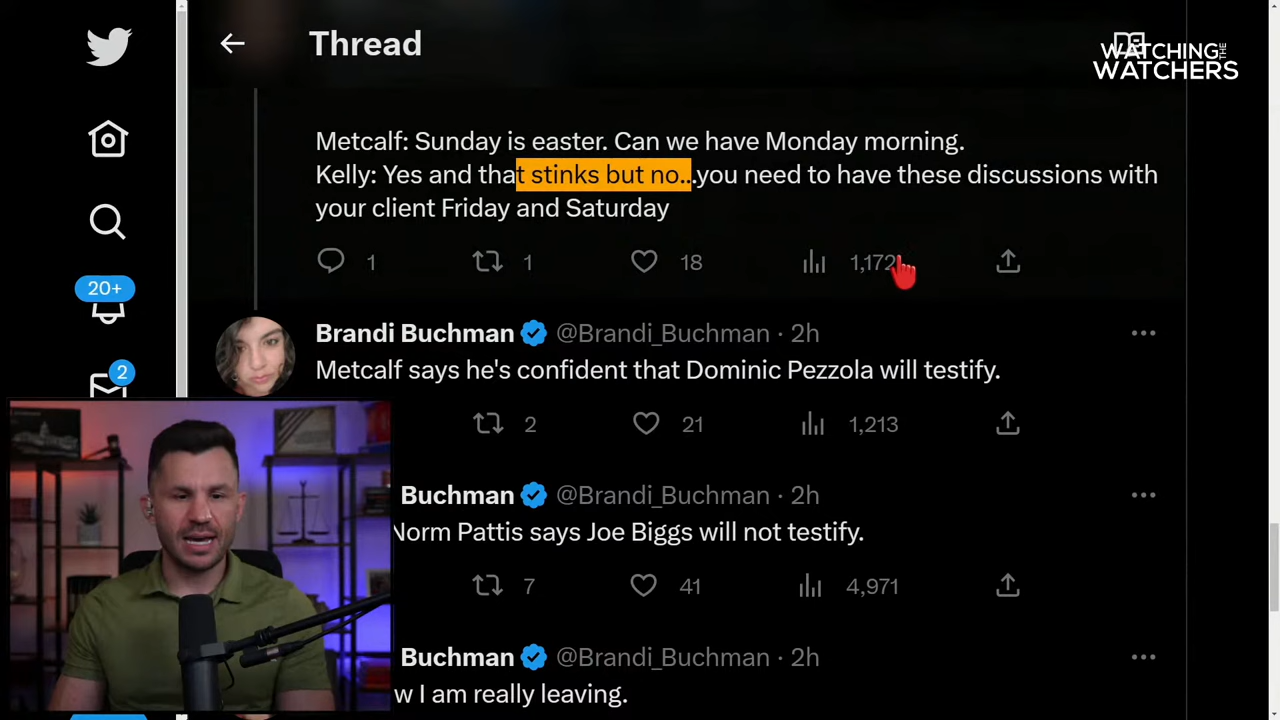 Thread
WATCHING THE
WATCHERS
Metcalf: Sunday is easter. Can we have Monday morning.
Kelly: Yes and that stinks but no...you need to have these discussions with
your client Friday and Saturday
1 1 18 1,172
20+
Brandi Buchman @Brandi_Buchman · 2h
Metcalf says he's confident that Dominic Pezzola will testify.
2
2 21 1,213
Buchman @Brandi_Buchman · 2h
Norm Pattis says Joe Biggs will not testify.
7 41 4,971
Buchman @Brandi_Buchman · 2h
w I am really leaving.